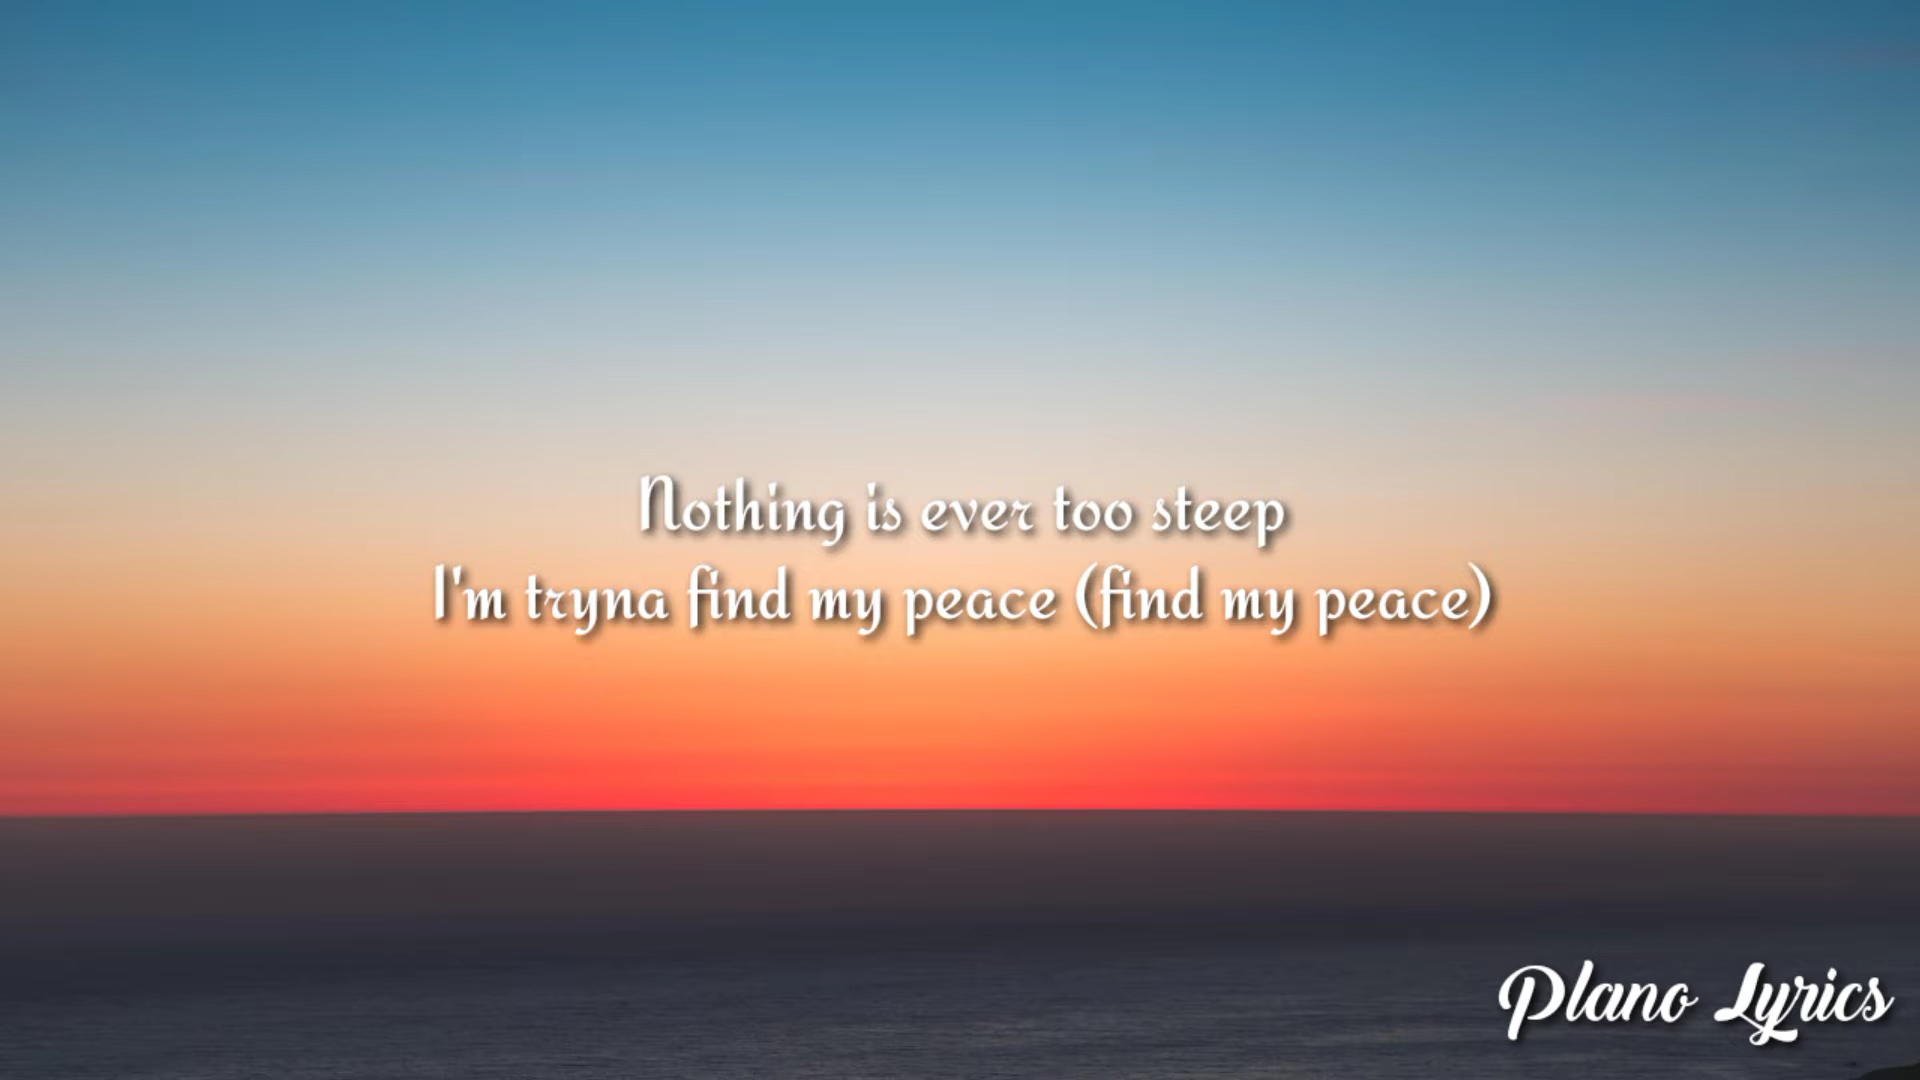 Nothing is ever too steep
I'm tryna find my peace (find my peace)
Plano Lyrics